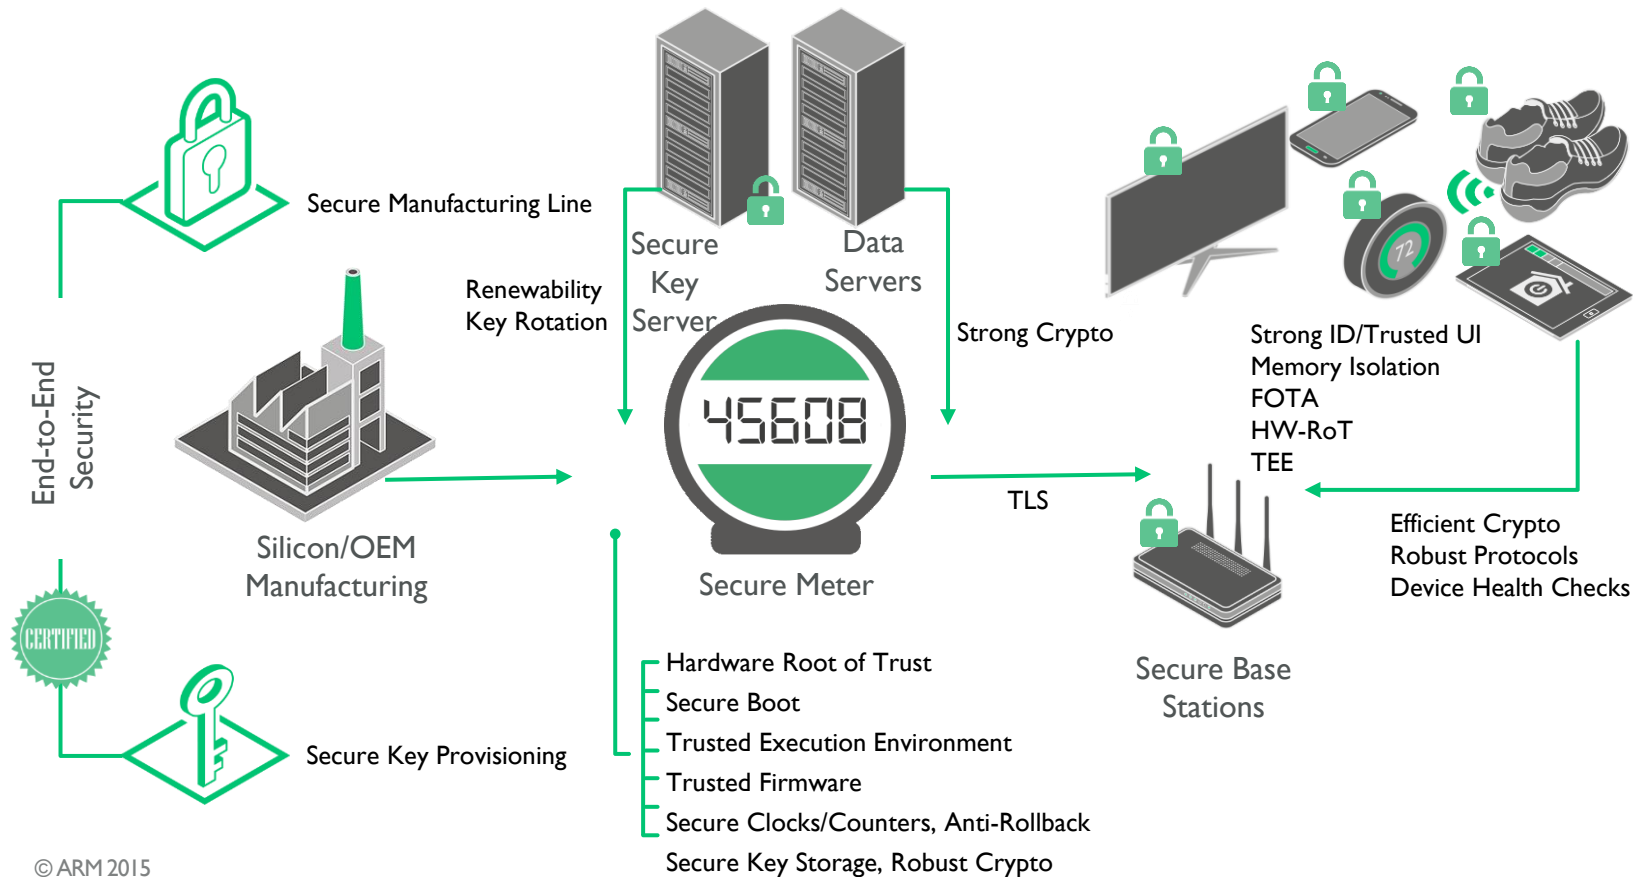 Secure Manufacturing Line
Secure
Key
Server
Data
Servers
Renewability
Key Rotation
Strong Crypto
72
Strong ID/Trusted UI
Memory Isolation
FOTA
HW-RoT
TEE
End-to-End
Security
45608
TLS
Silicon/OEM
Manufacturing
Secure Meter
Efficient Crypto
Robust Protocols
Device Health Checks
CERTIFIED
Secure Base
Stations
Secure Key Provisioning
Hardware Root of Trust
Secure Boot
Trusted Execution Environment
Trusted Firmware
Secure Clocks/Counters, Anti-Rollback
Secure Key Storage, Robust Crypto
© ARM 2015